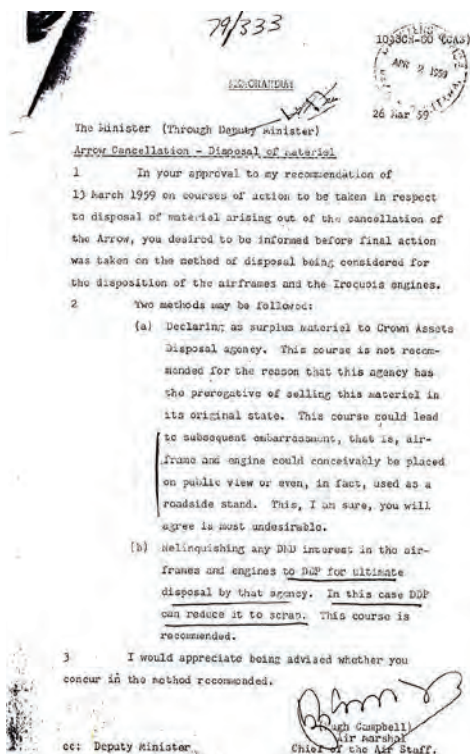 79/333
1038CN-80 (CAS)
APR 2 1959
MEMORANDUM
26 Mar 59
The Minister (Through Deputy Minister)
Arrow Cancellation - Disposal of Materiel
1 In your approval to my recommendation of
13 March 1959 on courses of action to be taken in respect
to disposal of materiel arising out of the cancellation of
the Arrow, you desired to be informed before final action
was taken on the method of disposal being considered for
the disposition of the airframes and the Iroquois engines.
2 Two methods may be followed:
(a) Declaring as surplus materiel to Crown Assets
Disposal agency. This course is not recom-
mended for the reason that this agency has
the prerogative of selling this materiel in
its original state. This course could lead
to subsequent embarrassment, that is, air-
frame and engine could conceivably be placed
on public view or even, in fact, used as a
roadside stand. This, I am sure, you will
agree is most undesirable.
(b) Relinquishing any DND interest in the air-
frames and engines to DDP for ultimate
disposal by that agency. In this case DDP
can reduce it to scrap. This course is
recommended.
3 I would appreciate being advised whether you
concur in the method recommended.
(Hugh Campbell)
Air Marshal
Chief of the Air Staff.
cc: Deputy Minister